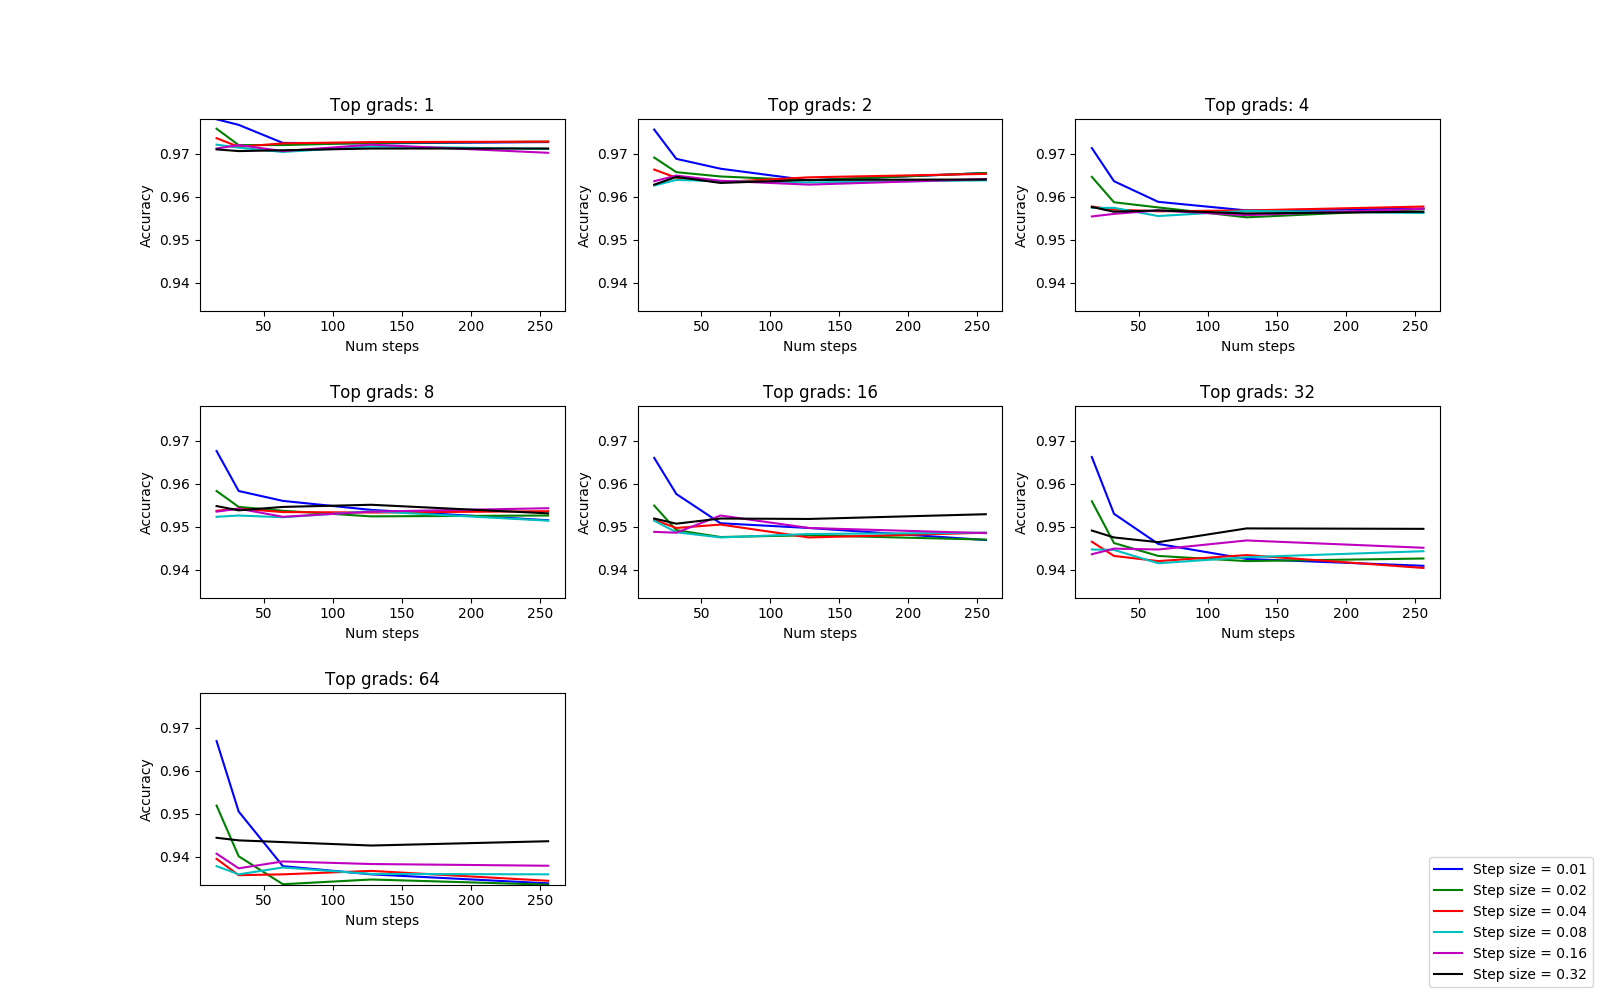 Top grads: 1
Top grads: 2
Top grads: 4
0.97
0.96
0.95
0.94
Accuracy
50 100 150 200 250
Num steps
0.97
0.96
0.95
0.94
Accuracy
50 100 150 200 250
Num steps
0.97
0.96
0.95
0.94
Accuracy
50 100 150 200 250
Num steps
Top grads: 8
Top grads: 16
Top grads: 32
0.97
0.96
0.95
0.94
Accuracy
50 100 150 200 250
Num steps
0.97
0.96
0.95
0.94
Accuracy
50 100 150 200 250
Num steps
0.97
0.96
0.95
0.94
Accuracy
50 100 150 200 250
Num steps
Top grads: 64
0.97
0.96
0.95
0.94
Accuracy
50 100 150 200 250
Num steps
Step size = 0.01
Step size = 0.02
Step size = 0.04
Step size = 0.08
Step size = 0.16
Step size = 0.32